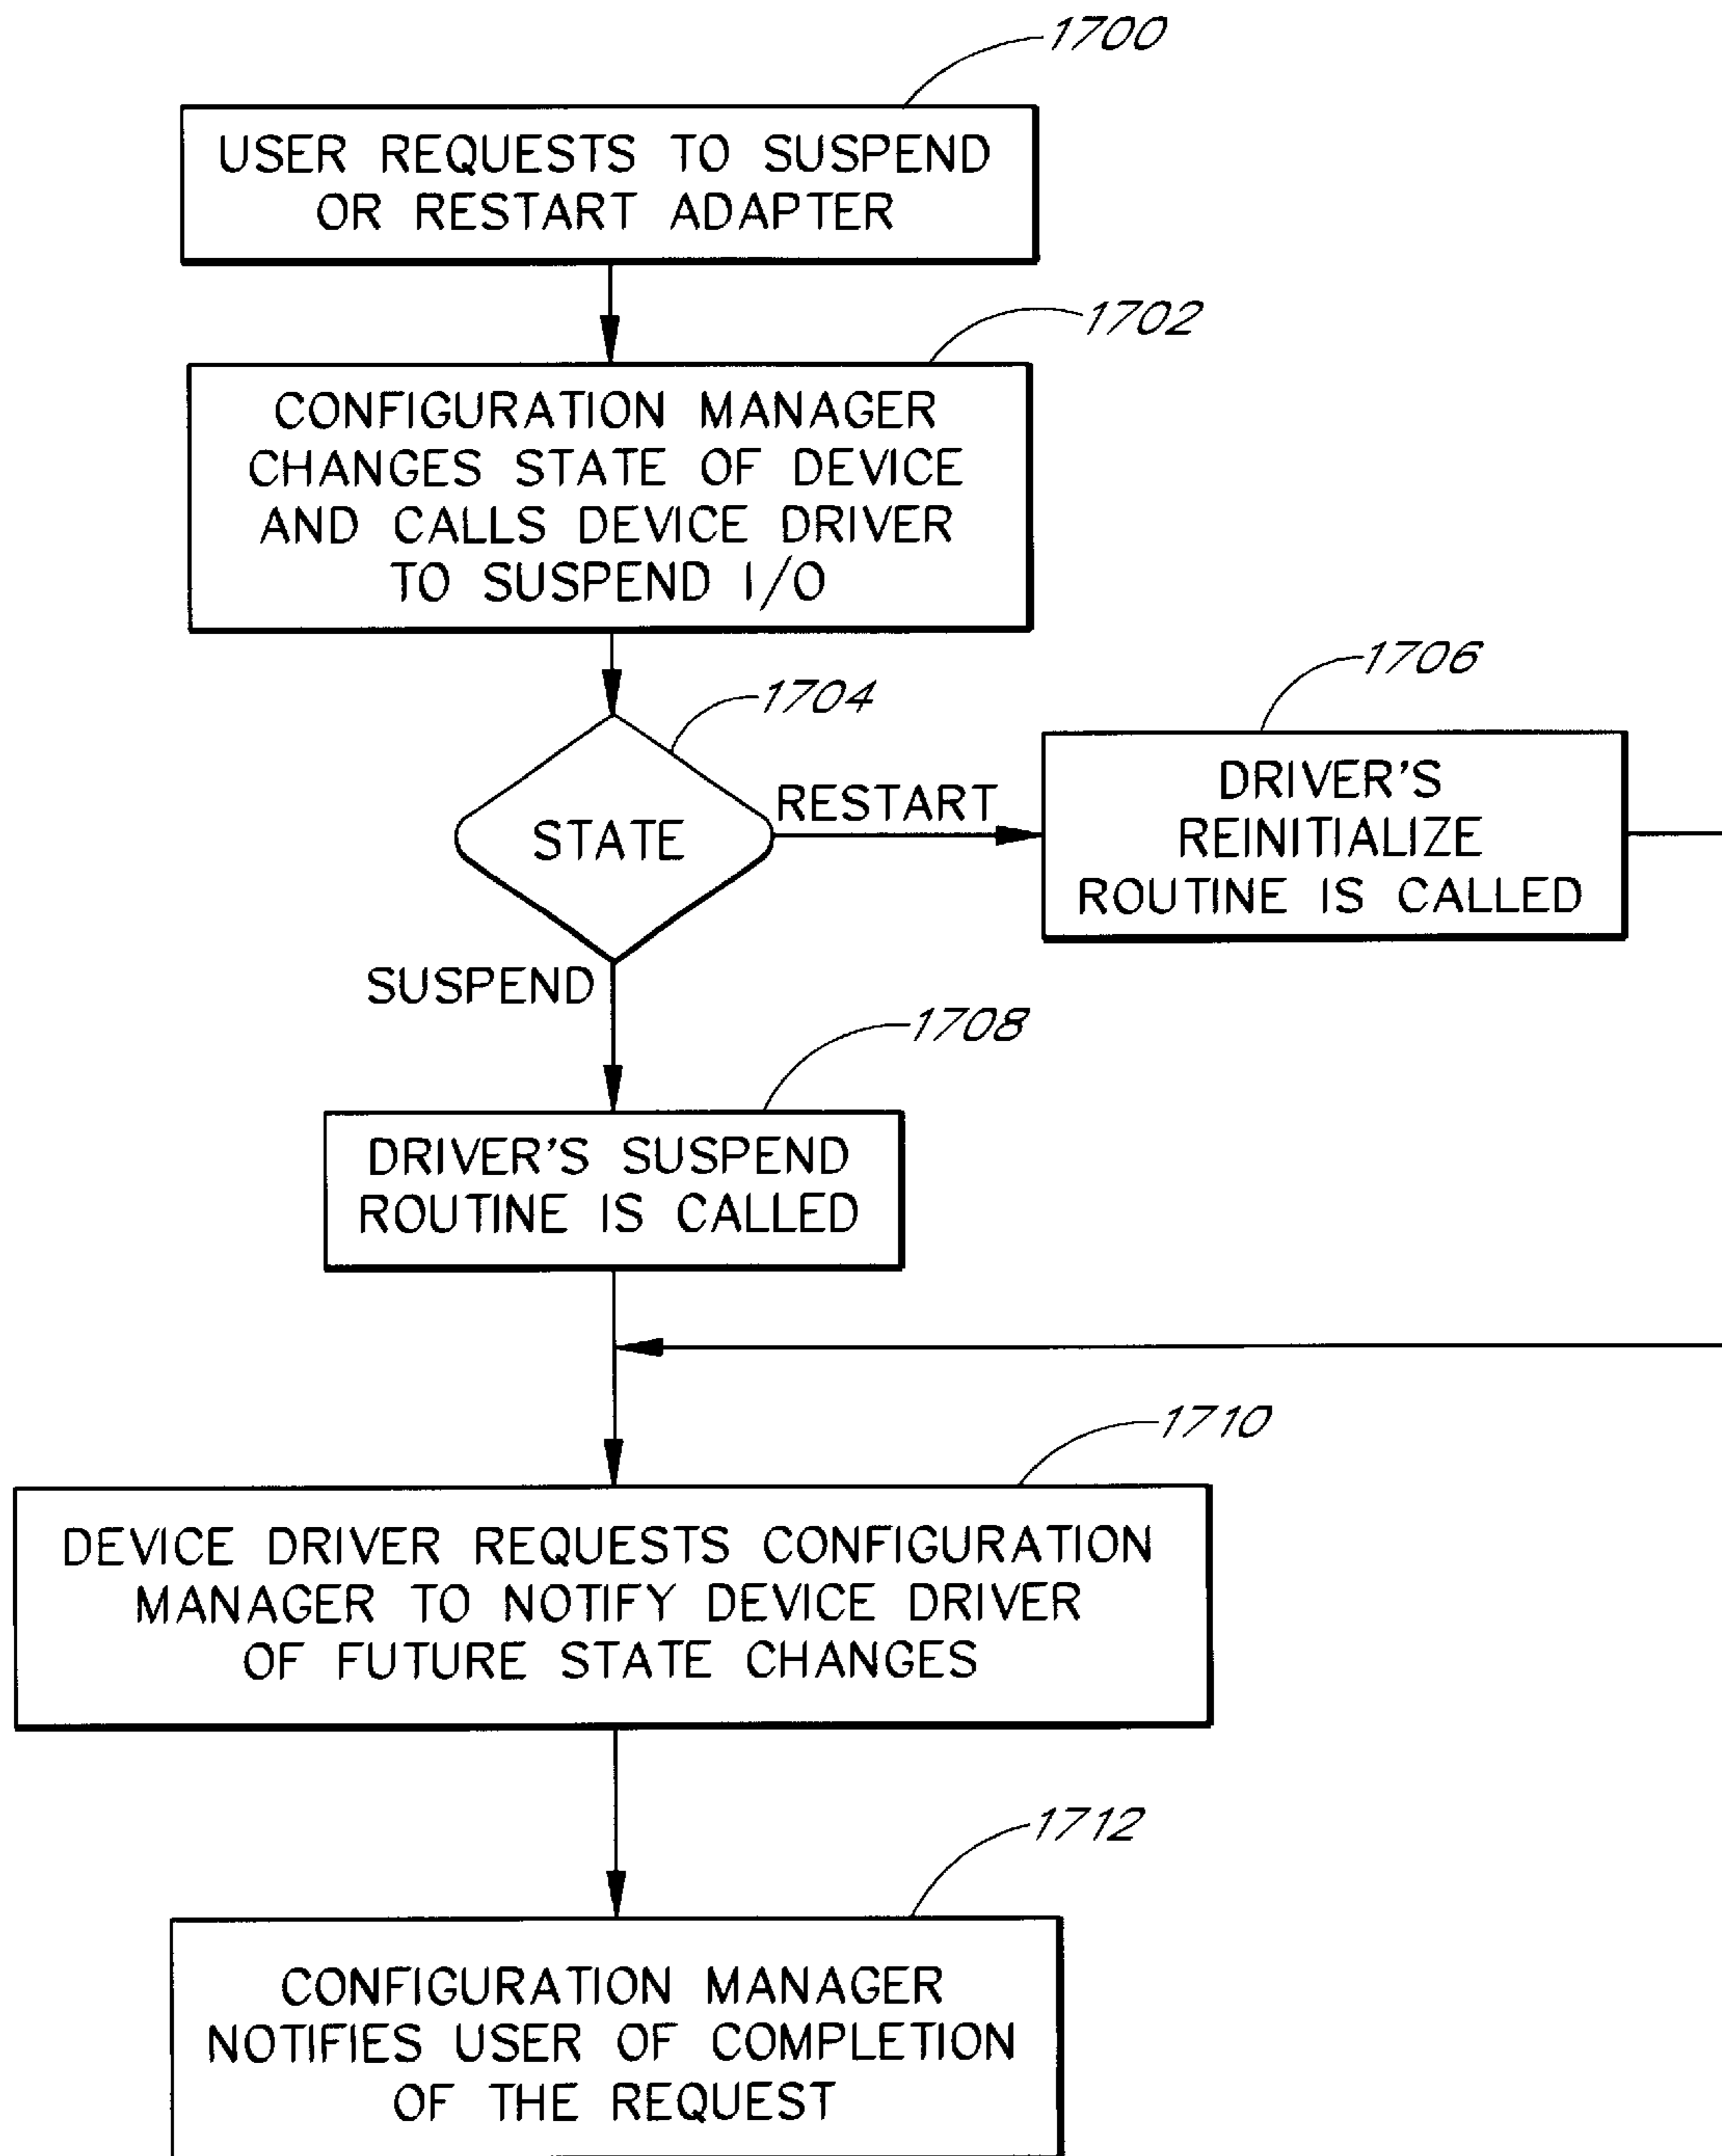 1700
USER REQUESTS TO SUSPEND
OR RESTART ADAPTER
1702
CONFIGURATION MANAGER
CHANGES STATE OF DEVICE
AND CALLS DEVICE DRIVER
TO SUSPEND I/O
1704
STATE
RESTART
1706
DRIVER'S
REINITIALIZE
ROUTINE IS CALLED
SUSPEND
1708
DRIVER'S SUSPEND
ROUTINE IS CALLED
1710
DEVICE DRIVER REQUESTS CONFIGURATION
MANAGER TO NOTIFY DEVICE DRIVER
OF FUTURE STATE CHANGES
1712
CONFIGURATION MANAGER
NOTIFIES USER OF COMPLETION
OF THE REQUEST